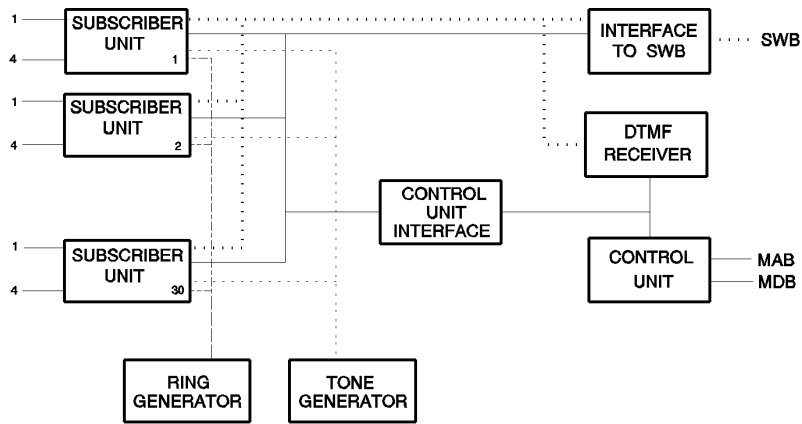 1
SUBSCRIBER
UNIT
1
4
INTERFACE
TO SWB
SWB
1
SUBSCRIBER
UNIT
2
4
DTMF
RECEIVER
CONTROL
UNIT
INTERFACE
1
SUBSCRIBER
UNIT
30
4
CONTROL
UNIT
MAB
MDB
RING
GENERATOR
TONE
GENERATOR